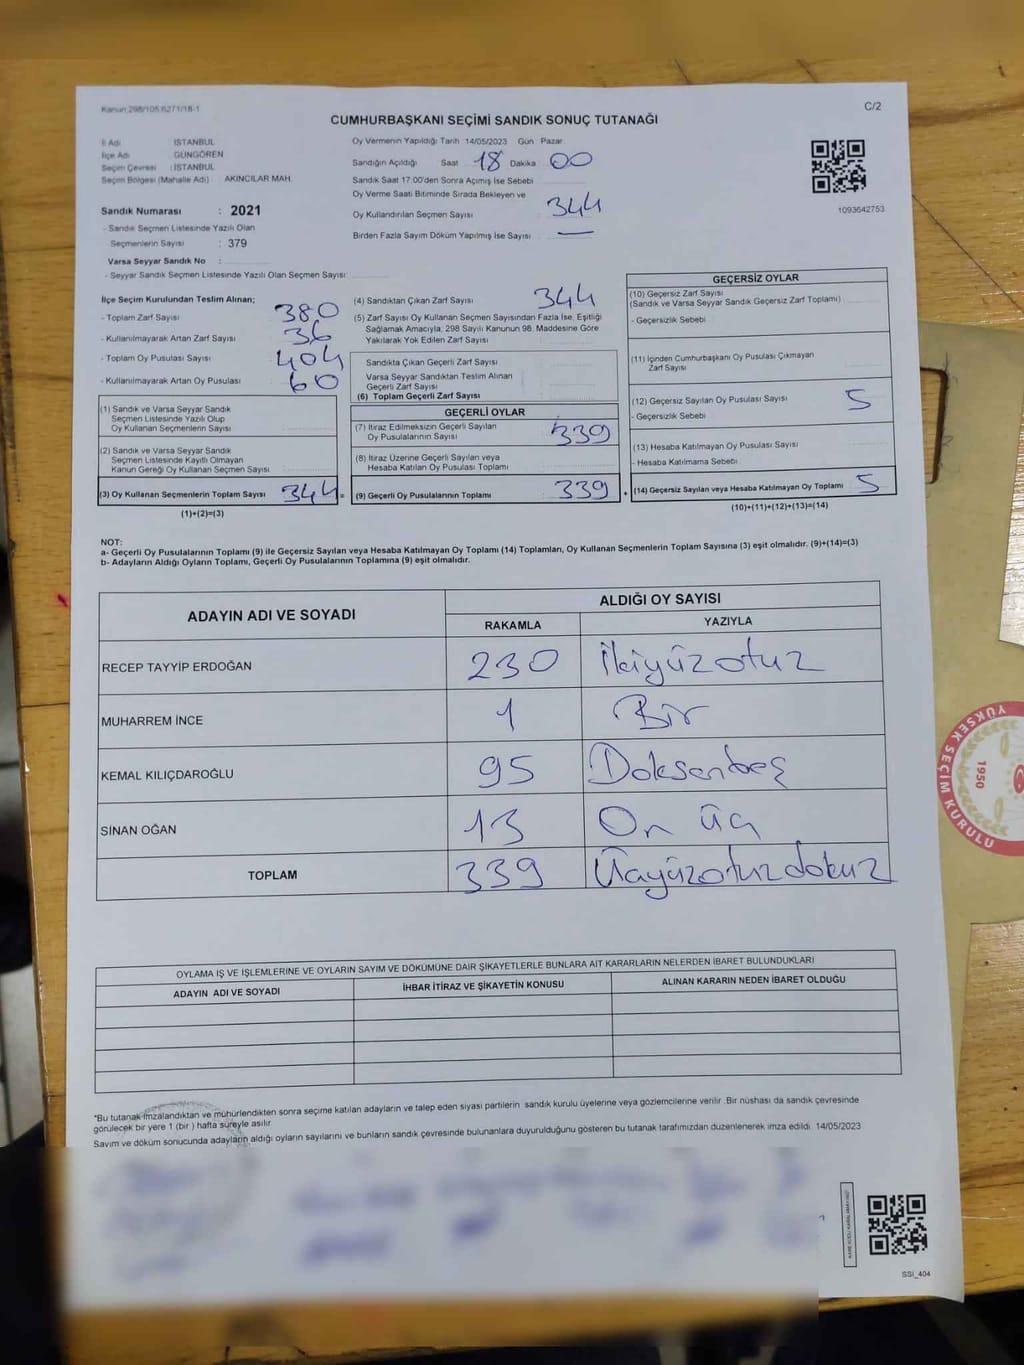 Kanun:298/105.6271/18-1
C/2
CUMHURBAŞKANI SEÇİMİ SANDIK SONUÇ TUTANAĞI
İl Adı İSTANBUL
İlçe Adı GÜNGÖREN
Seçim Çevresi : İSTANBUL
Seçim Bölgesi (Mahalle Adı) : AKINCILAR MAH.
Sandık Numarası : 2021
- Sandık Seçmen Listesinde Yazılı Olan
Seçmenlerin Sayısı : 379
Varsa Seyyar Sandık No :
- Seyyar Sandık Seçmen Listesinde Yazılı Olan Seçmen Sayısı:
Oy Vermenin Yapıldığı Tarih 14/05/2023 Gün Pazar
Sandığın Açıldığı Saat 18 Dakika 00
Sandık Saat 17:00'den Sonra Açılmış İse Sebebi
Oy Verme Saati Bitiminde Sırada Bekleyen ve
Oy Kullandırılan Seçmen Sayısı 344
Birden Fazla Sayım Döküm Yapılmış İse Sayısı —
1093642753
İlçe Seçim Kurulundan Teslim Alınan;
- Toplam Zarf Sayısı 380
- Kullanılmayarak Artan Zarf Sayısı 36
- Toplam Oy Pusulası Sayısı 404
- Kullanılmayarak Artan Oy Pusulası 60
(1) Sandık ve Varsa Seyyar Sandık
Seçmen Listesinde Yazılı Olup
Oy Kullanan Seçmenlerin Sayısı
(2) Sandık ve Varsa Seyyar Sandık
Seçmen Listesinde Kayıtlı Olmayan
Kanun Gereği Oy Kullanan Seçmen Sayısı
(3) Oy Kullanan Seçmenlerin Toplam Sayısı 344 =
(1)+(2)=(3)
(4) Sandıktan Çıkan Zarf Sayısı 344
(5) Zarf Sayısı Oy Kullanan Seçmen Sayısından Fazla İse, Eşitliği
Sağlamak Amacıyla, 298 Sayılı Kanunun 98. Maddesine Göre
Yakılarak Yok Edilen Zarf Sayısı
Sandıkta Çıkan Geçerli Zarf Sayısı
Varsa Seyyar Sandıktan Teslim Alınan
Geçerli Zarf Sayısı
(6) Toplam Geçerli Zarf Sayısı
GEÇERLİ OYLAR
(7) İtiraz Edilmeksizin Geçerli Sayılan
Oy Pusulalarının Sayısı 339
(8) İtiraz Üzerine Geçerli Sayılan veya
Hesaba Katılan Oy Pusulası Toplamı
(9) Geçerli Oy Pusulalarının Toplamı 339 +
GEÇERSİZ OYLAR
(10) Geçersiz Zarf Sayısı
(Sandık ve Varsa Seyyar Sandık Geçersiz Zarf Toplamı)
- Geçersizlik Sebebi
(11) İçinden Cumhurbaşkanı Oy Pusulası Çıkmayan
Zarf Sayısı
(12) Geçersiz Sayılan Oy Pusulası Sayısı 5
- Geçersizlik Sebebi
(13) Hesaba Katılmayan Oy Pusulası Sayısı
- Hesaba Katılmama Sebebi
(14) Geçersiz Sayılan veya Hesaba Katılmayan Oy Toplamı 5
(10)+(11)+(12)+(13)=(14)
NOT:
a- Geçerli Oy Pusulalarının Toplamı (9) ile Geçersiz Sayılan veya Hesaba Katılmayan Oy Toplamı (14) Toplamları, Oy Kullanan Seçmenlerin Toplam Sayısına (3) eşit olmalıdır. (9)+(14)=(3)
b- Adayların Aldığı Oyların Toplamı, Geçerli Oy Pusulalarının Toplamına (9) eşit olmalıdır.
ADAYIN ADI VE SOYADI ALDIĞI OY SAYISI
RAKAMLA YAZIYLA
RECEP TAYYİP ERDOĞAN 230 İkiyüzotuz
MUHARREM İNCE 1 Bir
KEMAL KILIÇDAROĞLU 95 Doksanbeş
SİNAN OĞAN 13 On üç
TOPLAM 339 Üçyüzotuzdokuz
OYLAMA İŞ VE İŞLEMLERİNE VE OYLARIN SAYIM VE DÖKÜMÜNE DAİR ŞİKAYETLERLE BUNLARA AİT KARARLARIN NELERDEN İBARET BULUNDUKLARI
ADAYIN ADI VE SOYADI İHBAR İTİRAZ VE ŞİKAYETİN KONUSU ALINAN KARARIN NEDEN İBARET OLDUĞU
*Bu tutanak imzalandıktan ve mühürlendikten sonra seçime katılan adayların ve talep eden siyasi partilerin sandık kurulu üyelerine veya gözlemcilerine verilir. Bir nüshası da sandık çevresinde
görülecek bir yere 1 (bir ) hafta süreyle asılır.
Sayım ve döküm sonucunda adayların aldığı oyların sayılarını ve bunların sandık çevresinde bulunanlara duyurulduğunu gösteren bu tutanak tarafımızdan düzenlenerek imza edildi. 14/05/2023
SSİ_404
YÜKSEK SEÇİM KURULU
1950